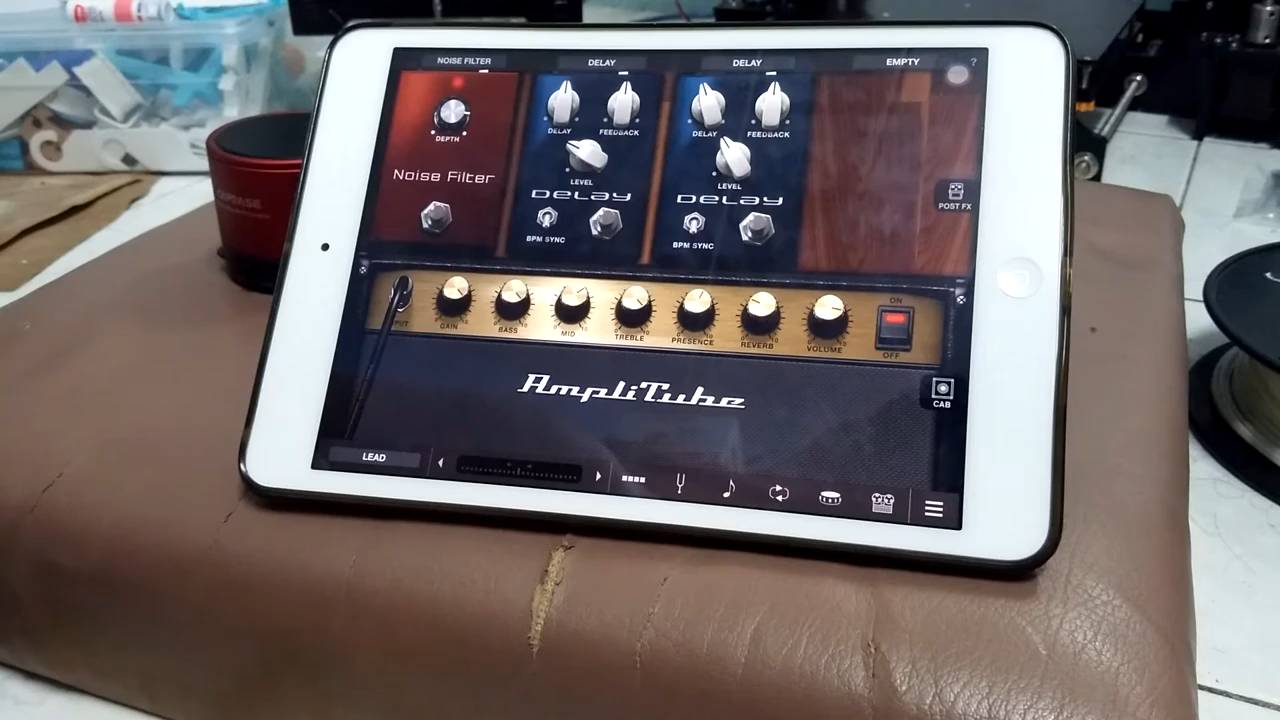 NOISE FILTER
DELAY
DELAY
EMPTY
?
DEPTH
DELAY
FEEDBACK
DELAY
FEEDBACK
Noise Filter
LEVEL
LEVEL
DELAY
DELAY
BPM SYNC
BPM SYNC
POST FX
GAIN
BASS
MID
TREBLE
PRESENCE
REVERB
VOLUME
ON
OFF
AmpliTube
CAB
LEAD